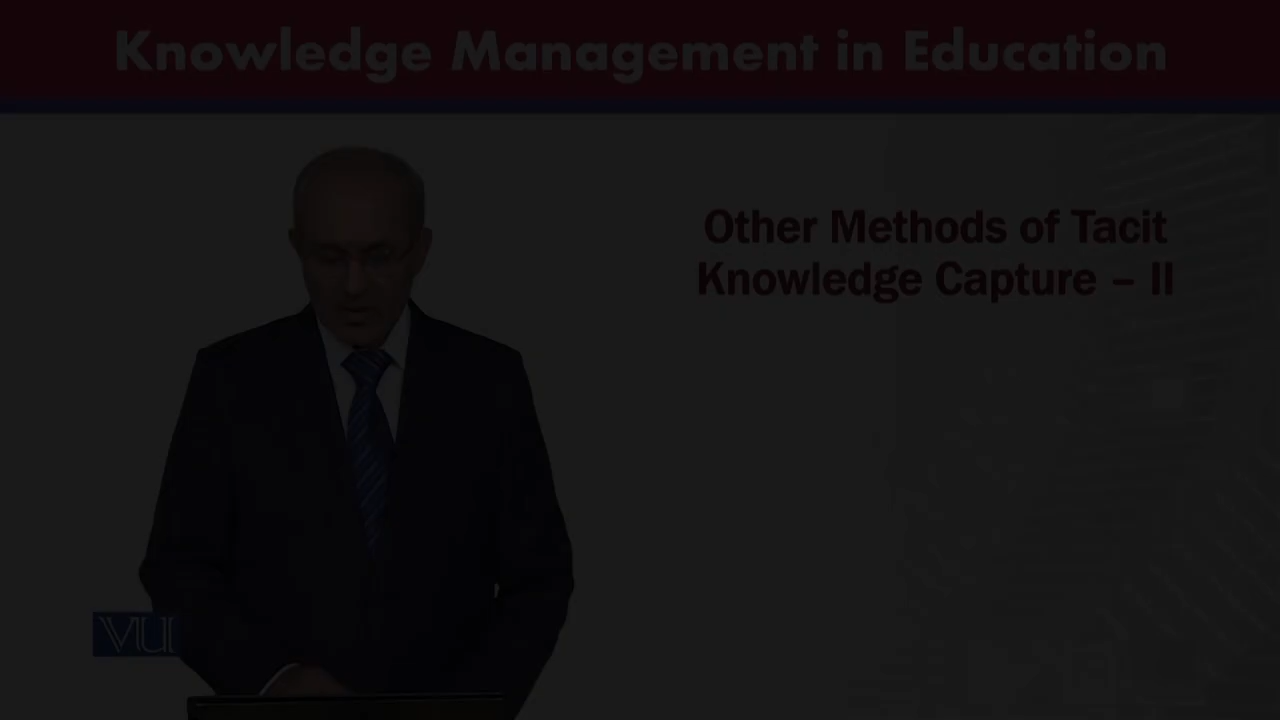 Knowledge Management in Education
Other Methods of Tacit
Knowledge Capture – II
VU